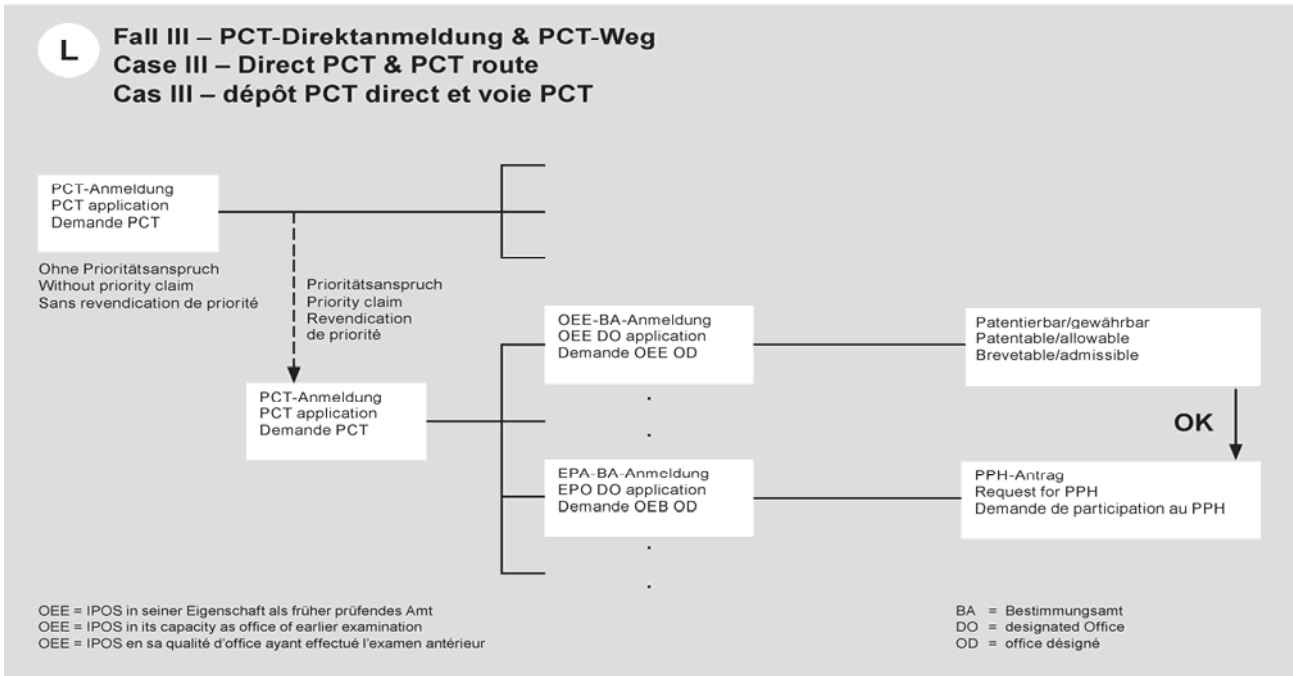 L
Fall III – PCT-Direktanmeldung & PCT-Weg
Case III – Direct PCT & PCT route
Cas III – dépôt PCT direct et voie PCT
PCT-Anmeldung
PCT application
Demande PCT
Ohne Prioritätsanspruch
Without priority claim
Sans revendication de priorité
Prioritätsanspruch
Priority claim
Revendication
de priorité
PCT-Anmeldung
PCT application
Demande PCT
OEE-BA-Anmeldung
OEE DO application
Demande OEE OD
Patentierbar/gewährbar
Patentable/allowable
Brevetable/admissible
OK
EPA-BA-Anmeldung
EPO DO application
Demande OEB OD
PPH-Antrag
Request for PPH
Demande de participation au PPH
OEE = IPOS in seiner Eigenschaft als früher prüfendes Amt
OEE = IPOS in its capacity as office of earlier examination
OEE = IPOS en sa qualité d'office ayant effectué l'examen antérieur
BA = Bestimmungsamt
DO = designated Office
OD = office désigné